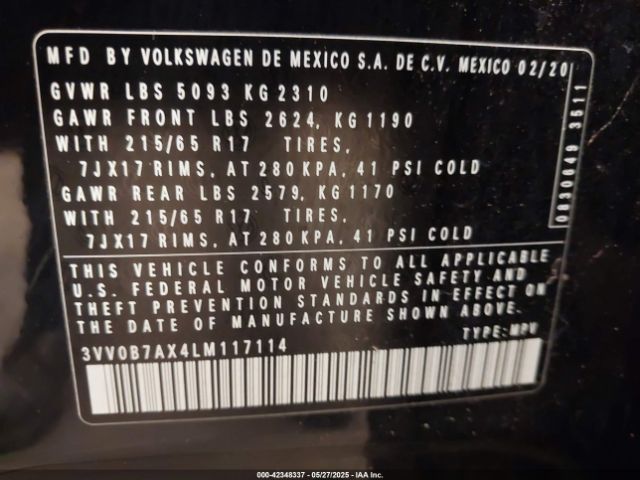 MFD BY VOLKSWAGEN DE MEXICO S.A. DE C.V. MEXICO 02/20
GVWR LBS 5093 KG 2310
GAWR FRONT LBS 2624, KG 1190
WITH 215/65 R17 TIRES,
7JX17 RIMS, AT 280 KPA, 41 PSI COLD
GAWR REAR LBS 2579, KG 1170
WITH 215/65 R17 TIRES,
7JX17 RIMS, AT 280 KPA, 41 PSI COLD
0830649 3511
THIS VEHICLE CONFORMS TO ALL APPLICABLE
U.S. FEDERAL MOTOR VEHICLE SAFETY AND
THEFT PREVENTION STANDARDS IN EFFECT ON
THE DATE OF MANUFACTURE SHOWN ABOVE.
3VV0B7AX4LM117114
TYPE: MPV
000-42348337 - 05/27/2025 - IAA Inc.